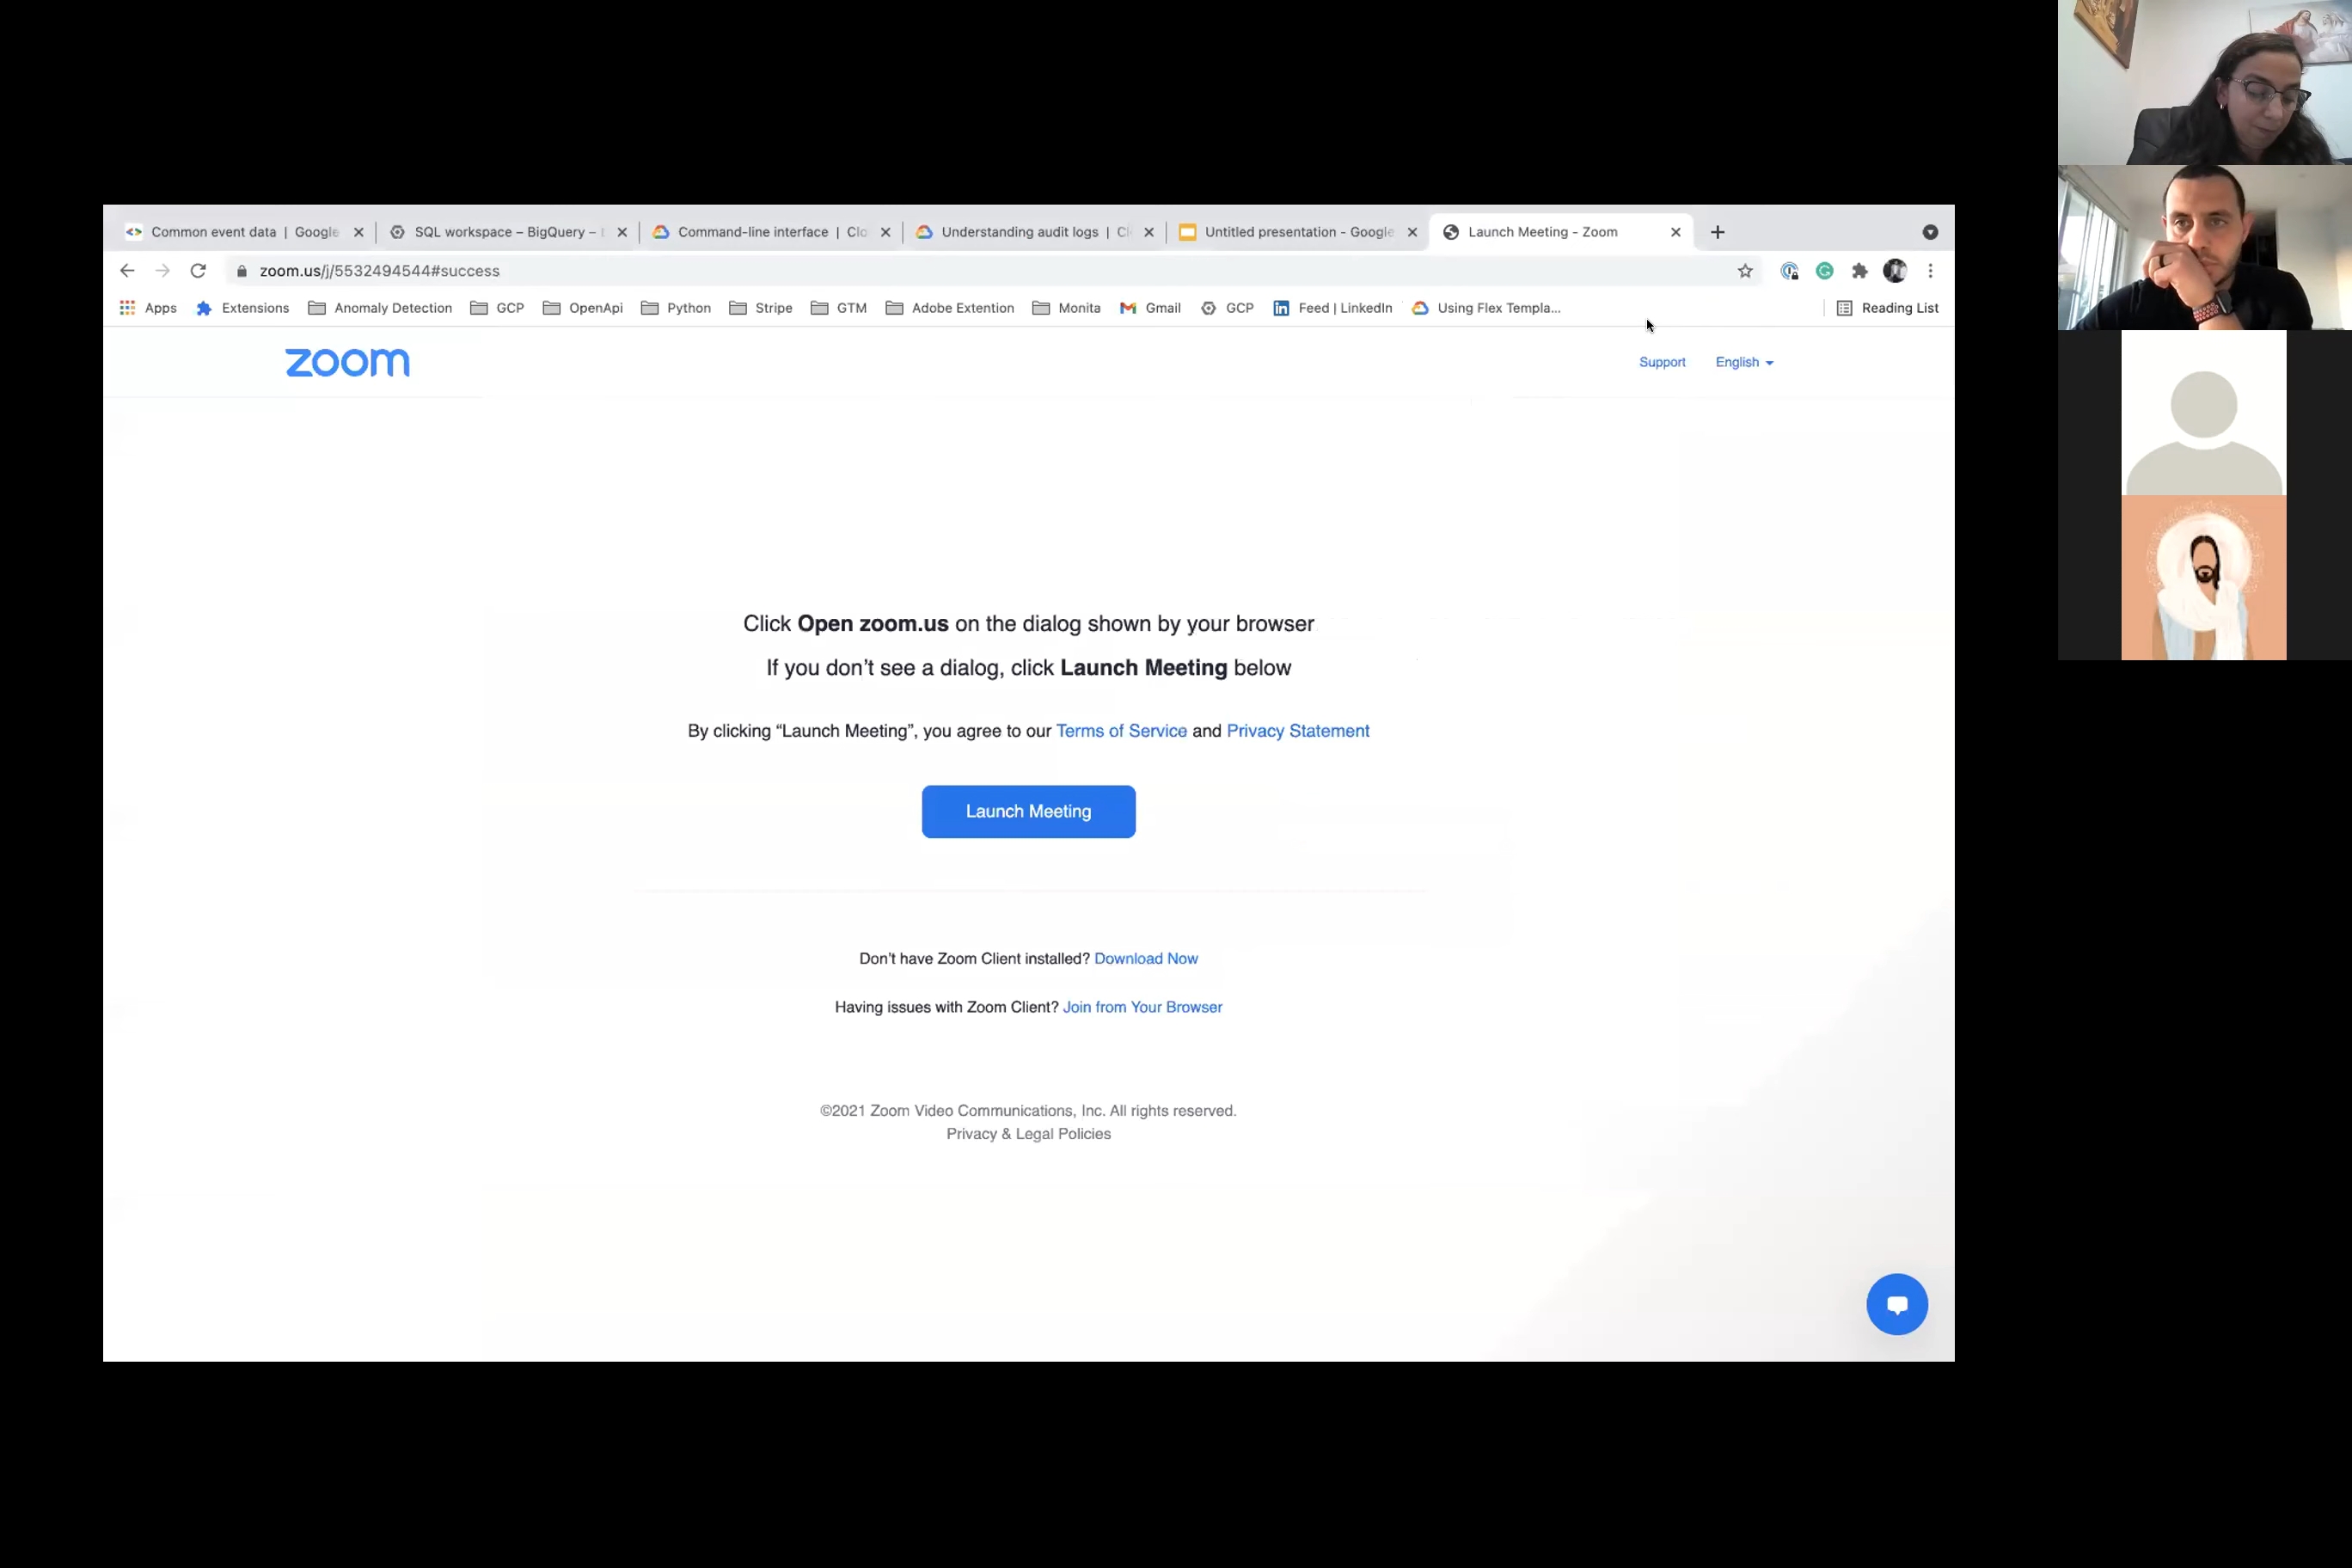 Common event data | Google
SQL workspace – BigQuery –
Command-line interface | Clo
Understanding audit logs | Cl
Untitled presentation - Google
Launch Meeting - Zoom
zoom.us/j/5532494544#success
Apps
Extensions
Anomaly Detection
GCP
OpenApi
Python
Stripe
GTM
Adobe Extention
Monita
Gmail
GCP
Feed | LinkedIn
Using Flex Templa...
Reading List
zoom
Support
English
Click Open zoom.us on the dialog shown by your browser
If you don’t see a dialog, click Launch Meeting below
By clicking “Launch Meeting”, you agree to our Terms of Service and Privacy Statement
Launch Meeting
Don’t have Zoom Client installed? Download Now
Having issues with Zoom Client? Join from Your Browser
©2021 Zoom Video Communications, Inc. All rights reserved.
Privacy & Legal Policies